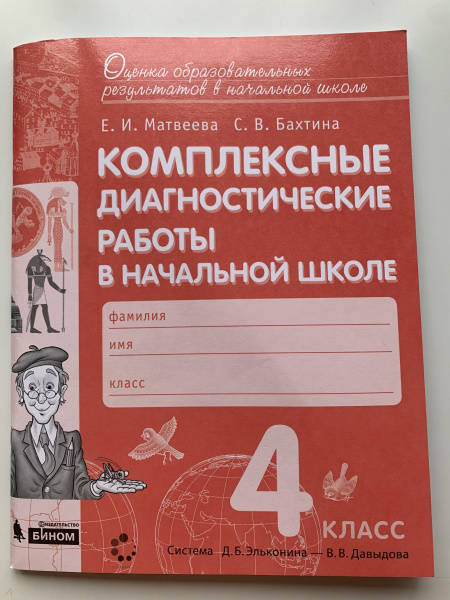 Оценка образовательных
результатов в начальной школе
Е. И. Матвеева С. В. Бахтина
КОМПЛЕКСНЫЕ
ДИАГНОСТИЧЕСКИЕ
РАБОТЫ
В НАЧАЛЬНОЙ ШКОЛЕ
фамилия
имя
класс
4
КЛАСС
ИЗДАТЕЛЬСТВО
БИНОМ
Система Д.Б. Эльконина — В.В. Давыдова